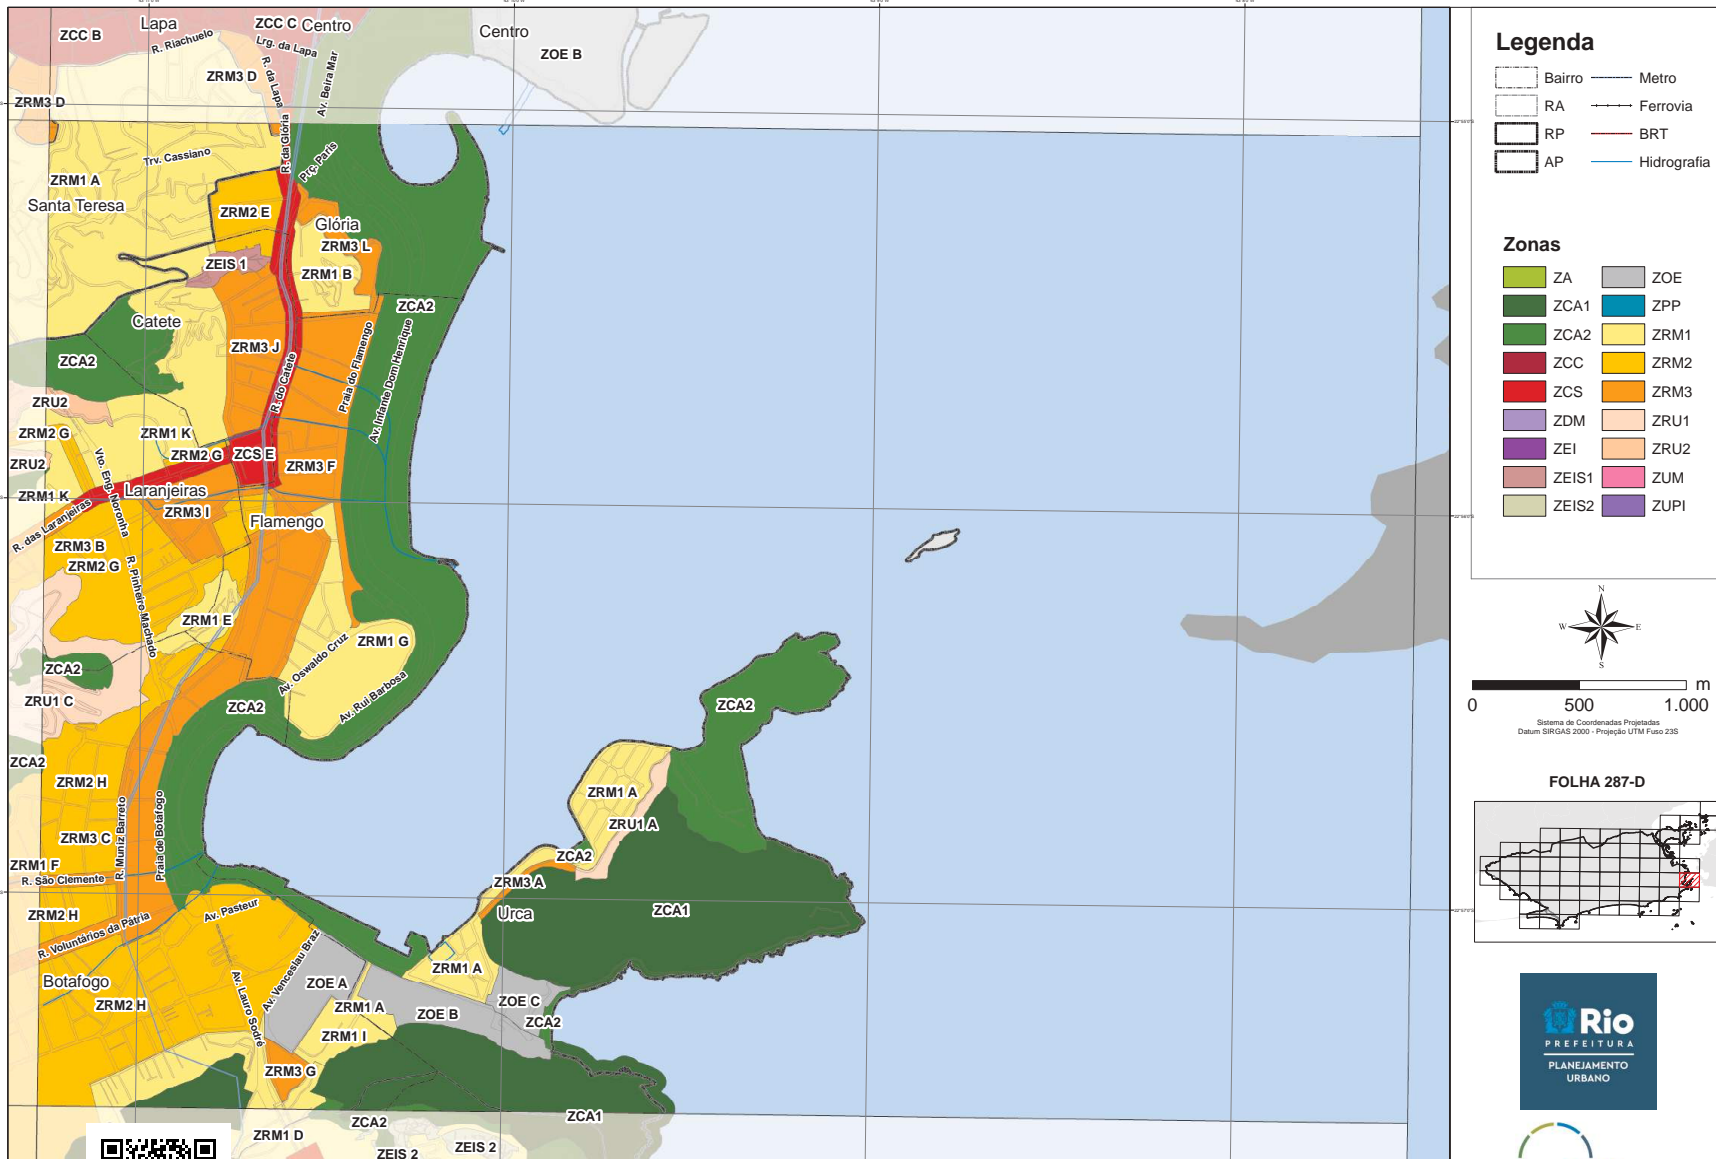 Lapa
ZCC C
Centro
ZCC B
R. Riachuelo
Lrg. da Lapa
Centro
ZOE B
ZRM3 D
R. da Lapa
Av. Beira Mar
ZRM3 D
R. da Glória
Trv. Cassiano
Prç. Paris
ZRM1 A
Santa Teresa
ZRM2 E
Glória
ZRM3 L
ZEIS 1
ZRM1 B
ZCA2
Catete
ZRM3 J
ZCA2
R. do Catete
Praia do Flamengo
Av. Infante Dom Henrique
ZRU2
ZRM2 G
ZRM1 K
ZRM2 G
ZCS E
ZRU2
ZRM3 F
Vto. Eng. Noronha
Laranjeiras
ZRM1 K
ZRM3 I
Flamengo
R. das Laranjeiras
ZRM3 B
ZRM2 G
R. Pinheiro Machado
ZRM1 E
ZRM1 G
Av. Oswaldo Cruz
ZCA2
Av. Rui Barbosa
ZRU1 C
ZCA2
ZCA2
ZCA2
ZRM2 H
ZRM1 A
R. Muniz Barreto
Praia de Botafogo
ZRU1 A
ZRM3 C
ZCA2
ZRM1 F
R. São Clemente
ZRM3 A
ZRM2 H
Av. Pasteur
Urca
ZCA1
R. Voluntários da Pátria
Av. Venceslau Braz
ZRM1 A
Botafogo
Av. Lauro Sodré
ZOE A
ZRM2 H
ZRM1 A
ZOE B
ZOE C
ZCA2
ZRM1 I
ZRM3 G
ZCA1
ZCA2
ZRM1 D
ZEIS 2
ZEIS 2
Legenda
Bairro
Metro
RA
Ferrovia
RP
BRT
AP
Hidrografia
Zonas
ZA
ZOE
ZCA1
ZPP
ZCA2
ZRM1
ZCC
ZRM2
ZCS
ZRM3
ZDM
ZRU1
ZEI
ZRU2
ZEIS1
ZUM
ZEIS2
ZUPI
N
W
E
S
m
0
500
1.000
Sistema de Coordenadas Projetadas
Datum SIRGAS 2000 - Projeção UTM Fuso 23S
FOLHA 287-D
Rio
PREFEITURA
PLANEJAMENTO
URBANO